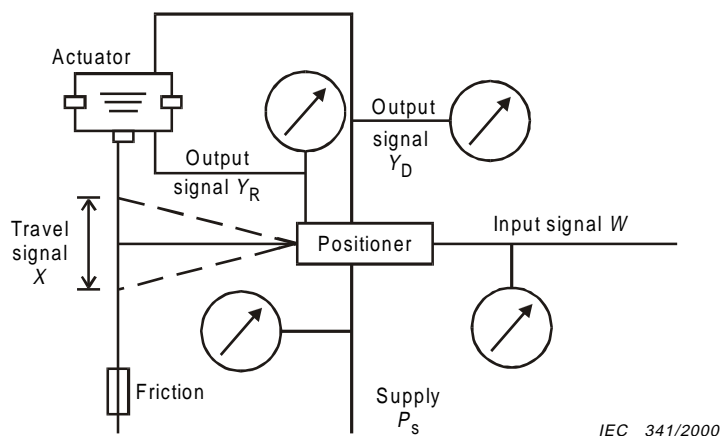 Actuator
Output
signal Y_D
Output
signal Y_R
Travel
signal
X
Positioner
Input signal W
Friction
Supply
P_s
IEC 341/2000